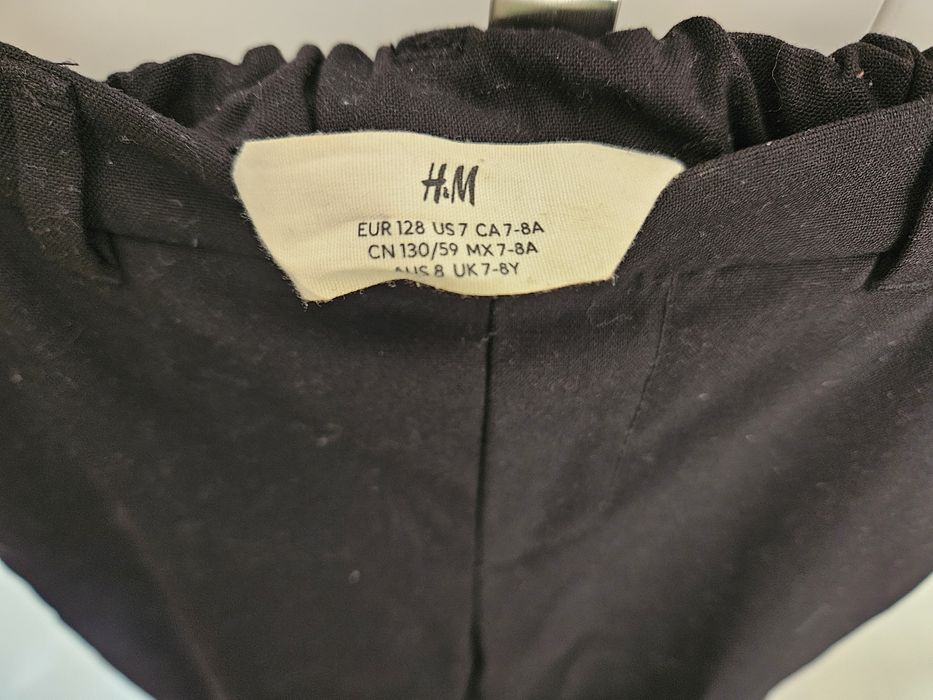 H&M
EUR 128 US 7 CA 7-8A
CN 130/59 MX 7-8A
AUS 8 UK 7-8Y